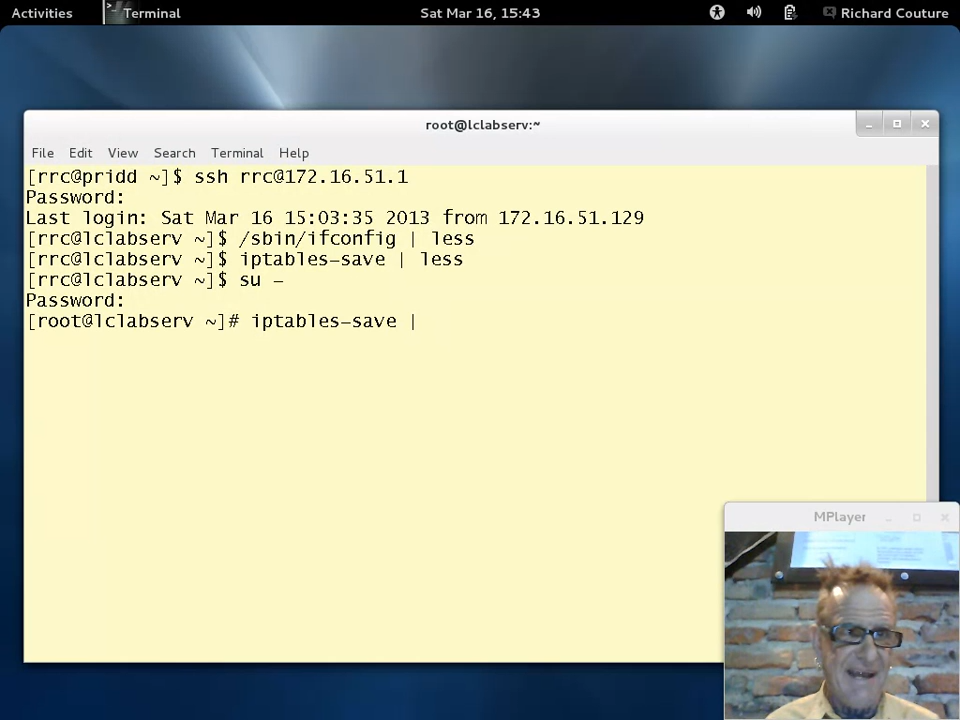 Activities Terminal Sat Mar 16, 15:43 Richard Couture
root@lclabserv:~
File Edit View Search Terminal Help
[rrc@pridd ~]$ ssh rrc@172.16.51.1
Password:
Last login: Sat Mar 16 15:03:35 2013 from 172.16.51.129
[rrc@lclabserv ~]$ /sbin/ifconfig | less
[rrc@lclabserv ~]$ iptables-save | less
[rrc@lclabserv ~]$ su -
Password:
[root@lclabserv ~]# iptables-save |
MPlayer